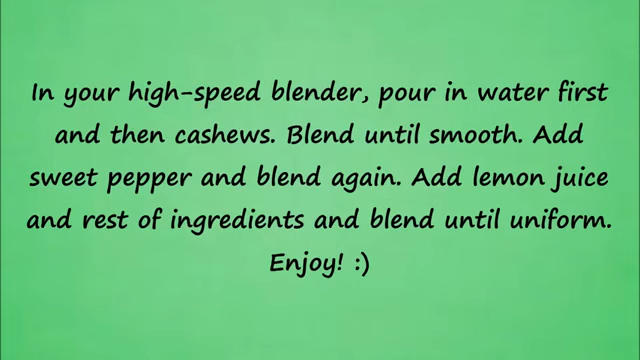 In your high-speed blender, pour in water first
and then cashews. Blend until smooth. Add
sweet pepper and blend again. Add lemon juice
and rest of ingredients and blend until uniform.
Enjoy! :)